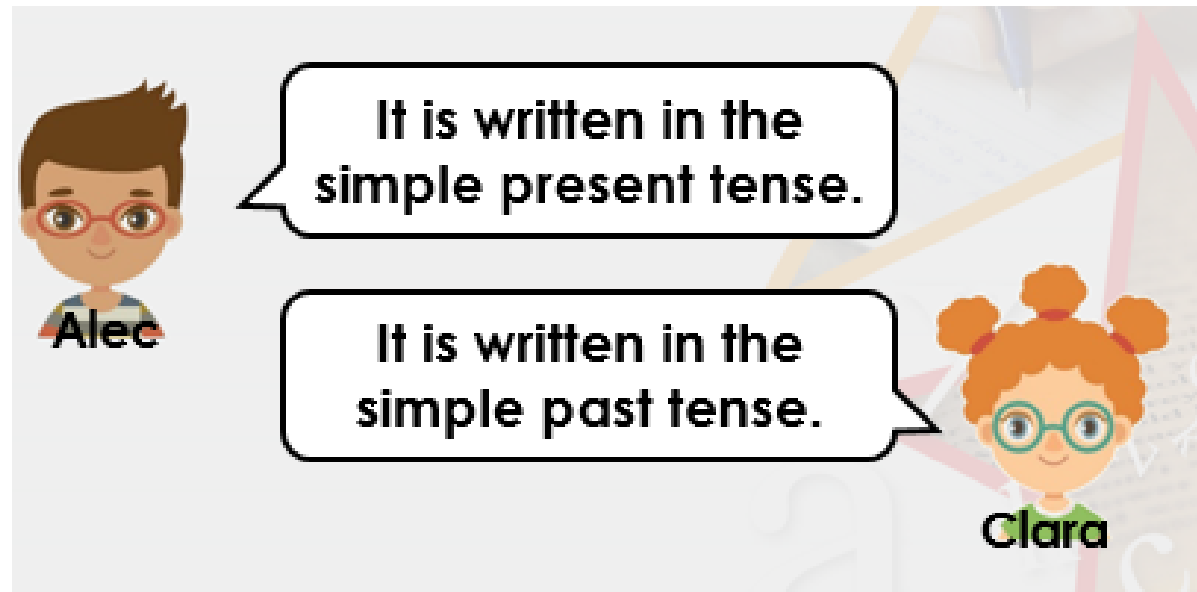 It is written in the
simple present tense.
Alec
It is written in the
simple past tense.
Clara